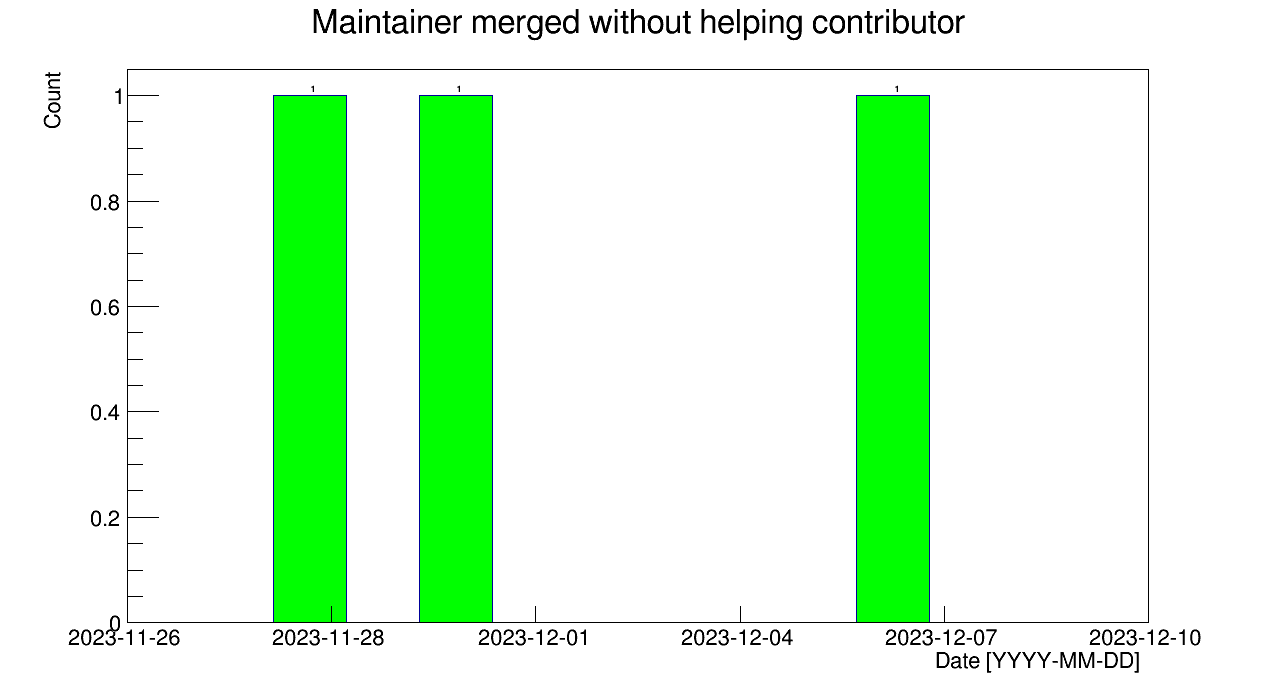 Maintainer merged without helping contributor
Count
1 1 1
1
0.8
0.6
0.4
0.2
0
2023-11-26 2023-11-28 2023-12-01 2023-12-04 2023-12-07 2023-12-10
Date [YYYY-MM-DD]